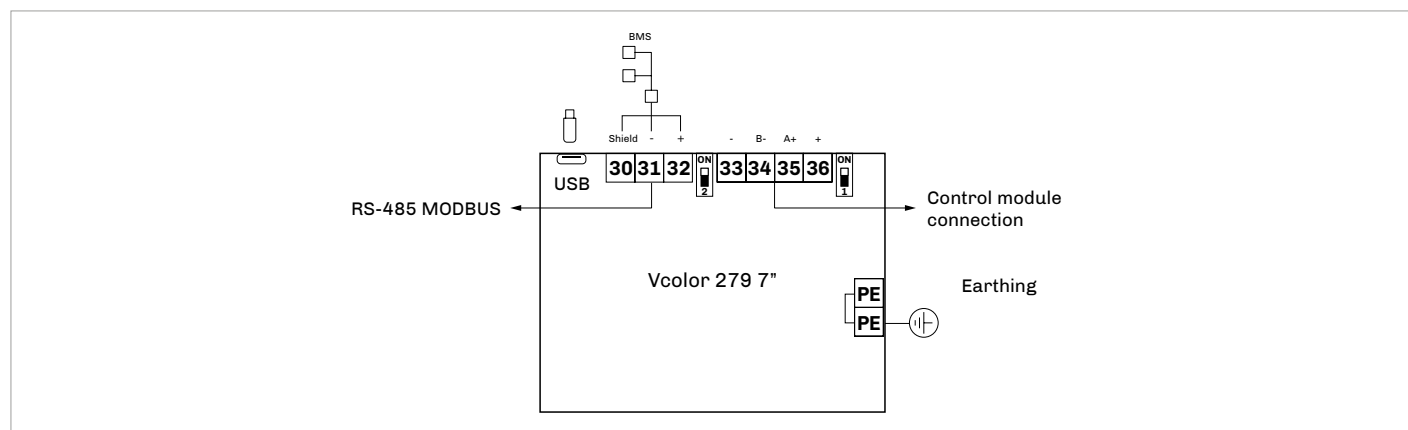 BMS
Shield - + - B- A+ +
30 31 32 ON 2 33 34 35 36 ON 1
USB
RS-485 MODBUS
Control module
connection
Vcolor 279 7”
Earthing
PE
PE